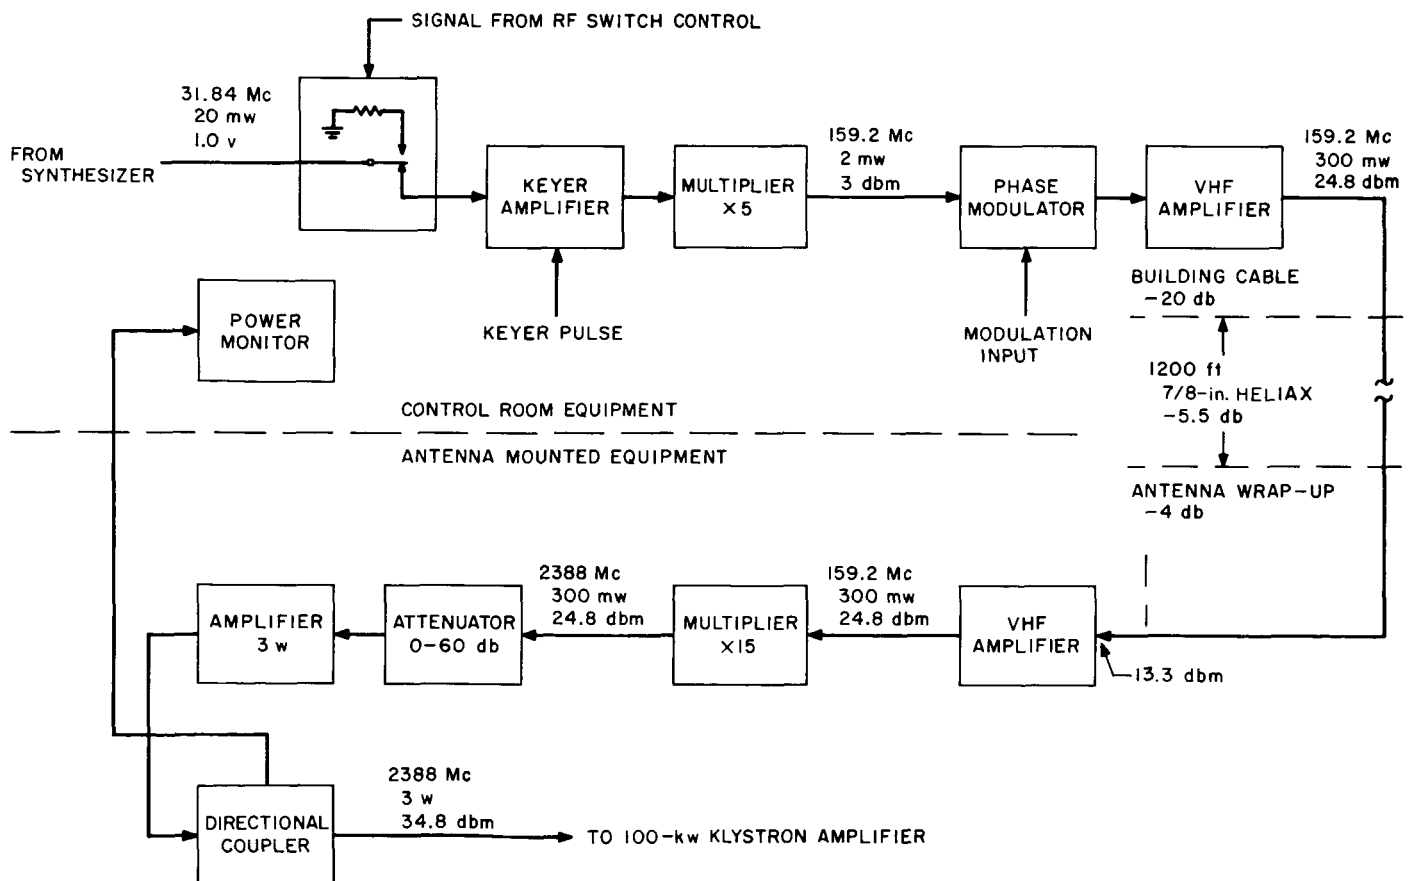 SIGNAL FROM RF SWITCH CONTROL
31.84 Mc
20 mw
1.0 v
FROM
SYNTHESIZER
KEYER
AMPLIFIER
MULTIPLIER
×5
159.2 Mc
2 mw
3 dbm
PHASE
MODULATOR
VHF
AMPLIFIER
159.2 Mc
300 mw
24.8 dbm
KEYER PULSE
MODULATION
INPUT
BUILDING CABLE
−20 db
1200 ft
7/8-in. HELIAX
−5.5 db
ANTENNA WRAP-UP
−4 db
POWER
MONITOR
CONTROL ROOM EQUIPMENT
ANTENNA MOUNTED EQUIPMENT
AMPLIFIER
3 w
ATTENUATOR
0-60 db
2388 Mc
300 mw
24.8 dbm
MULTIPLIER
×15
159.2 Mc
300 mw
24.8 dbm
VHF
AMPLIFIER
13.3 dbm
DIRECTIONAL
COUPLER
2388 Mc
3 w
34.8 dbm
TO 100-kw KLYSTRON AMPLIFIER